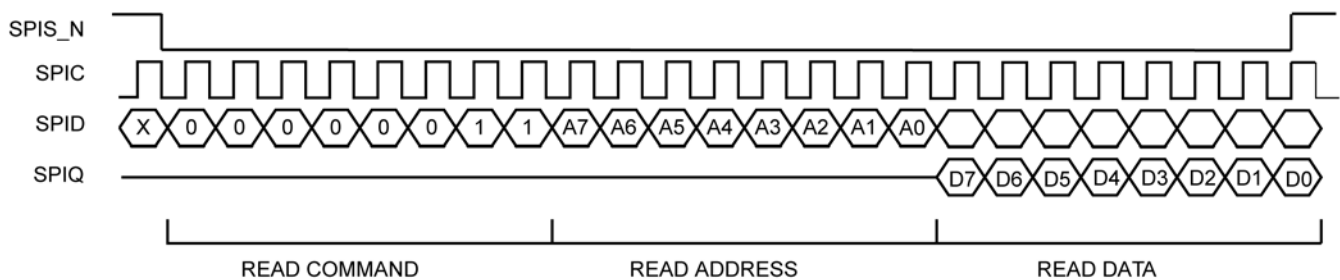 SPIS_N
SPIC
SPID X 0 0 0 0 0 0 1 1 A7 A6 A5 A4 A3 A2 A1 A0
SPIQ D7 D6 D5 D4 D3 D2 D1 D0
READ COMMAND READ ADDRESS READ DATA